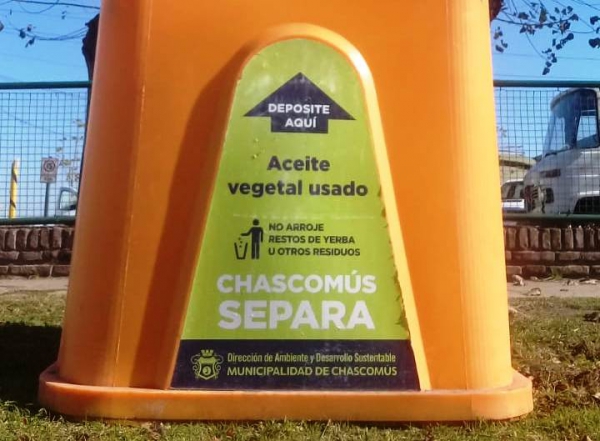 DEPOSITE
AQUÍ
Aceite
vegetal usado
NO ARROJE
RESTOS DE YERBA
U OTROS RESIDUOS
CHASCOMÚS
SEPARA
Dirección de Ambiente y Desarrollo Sustentable
MUNICIPALIDAD DE CHASCOMÚS